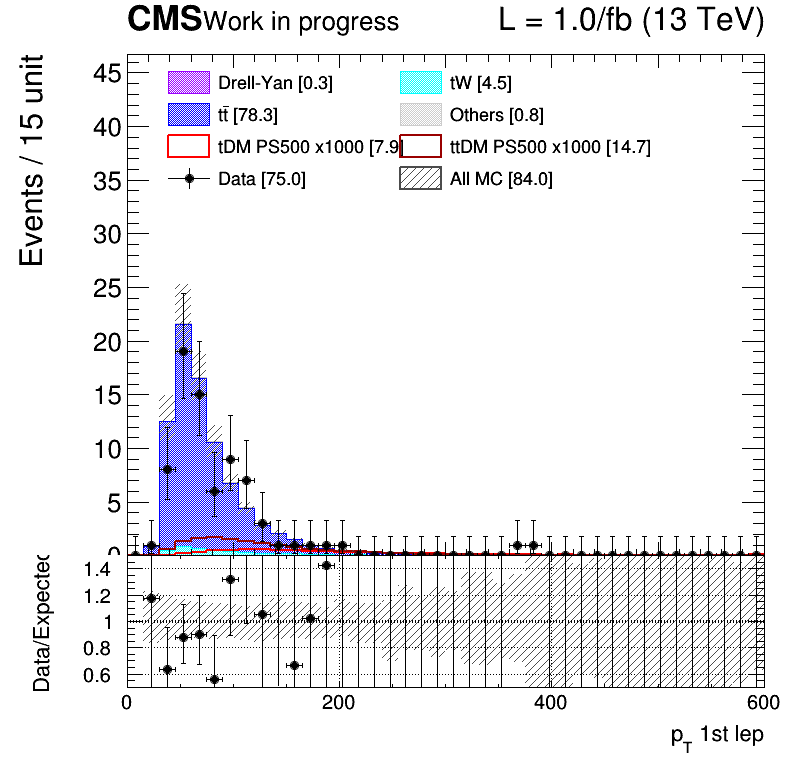 CMS Work in progress L = 1.0/fb (13 TeV)
Events / 15 unit
45
40
35
30
25
20
15
10
5
0
Drell-Yan [0.3] tW [4.5]
tt̄ [78.3] Others [0.8]
tDM PS500 x1000 [7.9 ttDM PS500 x1000 [14.7]
Data [75.0] All MC [84.0]
Data/Expected
1.4
1.2
1
0.8
0.6
0 200 400 600
p_T 1st lep